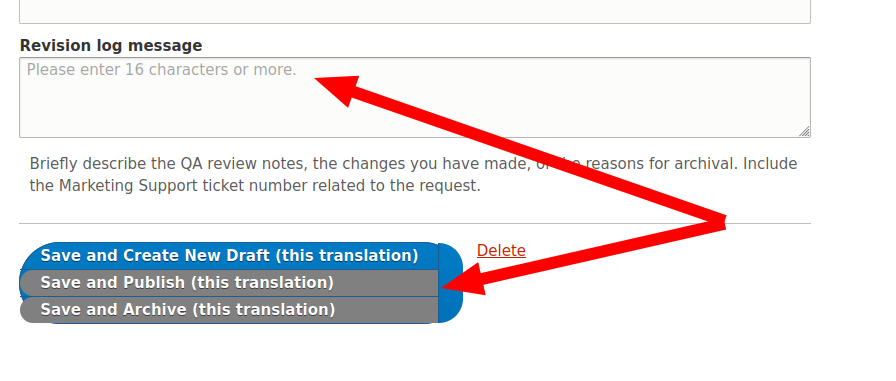 Revision log message
Please enter 16 characters or more.
Briefly describe the QA review notes, the changes you have made, or the reasons for archival. Include
the Marketing Support ticket number related to the request.
Save and Create New Draft (this translation)
Delete
Save and Publish (this translation)
Save and Archive (this translation)